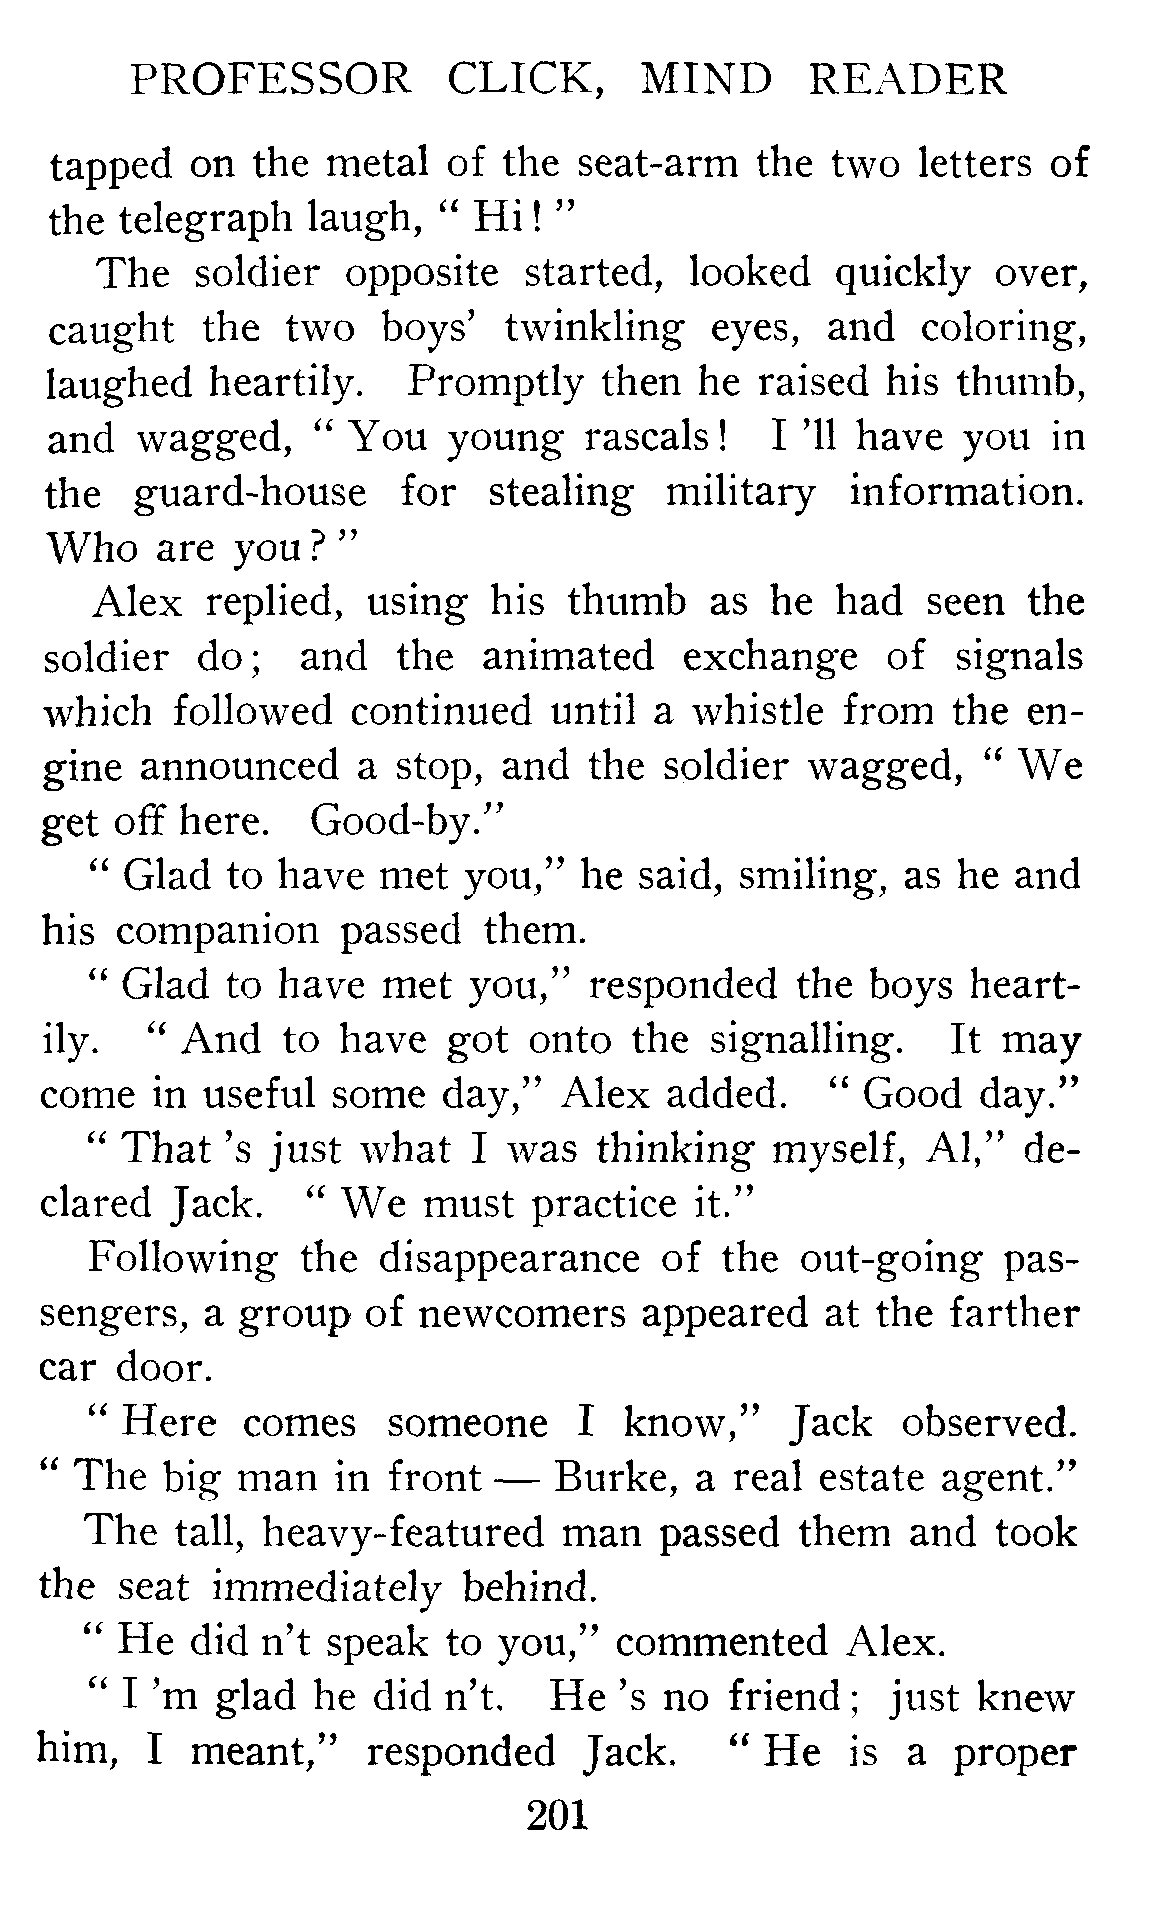 PROFESSOR CLICK, MIND READER
tapped on the metal of the seat-arm the two letters of
the telegraph laugh, “ Hi! ”
The soldier opposite started, looked quickly over,
caught the two boys’ twinkling eyes, and coloring,
laughed heartily. Promptly then he raised his thumb,
and wagged, “ You young rascals! I ’ll have you in
the guard-house for stealing military information.
Who are you? ”
Alex replied, using his thumb as he had seen the
soldier do; and the animated exchange of signals
which followed continued until a whistle from the en-
gine announced a stop, and the soldier wagged, “ We
get off here. Good-by.”
“ Glad to have met you,” he said, smiling, as he and
his companion passed them.
“ Glad to have met you,” responded the boys heart-
ily. “ And to have got onto the signalling. It may
come in useful some day,” Alex added. “ Good day.”
“ That ’s just what I was thinking myself, Al,” de-
clared Jack. “ We must practice it.”
Following the disappearance of the out-going pas-
sengers, a group of newcomers appeared at the farther
car door.
“ Here comes someone I know,” Jack observed.
“ The big man in front — Burke, a real estate agent.”
The tall, heavy-featured man passed them and took
the seat immediately behind.
“ He did n’t speak to you,” commented Alex.
“ I ’m glad he did n’t. He ’s no friend; just knew
him, I meant,” responded Jack. “ He is a proper
201